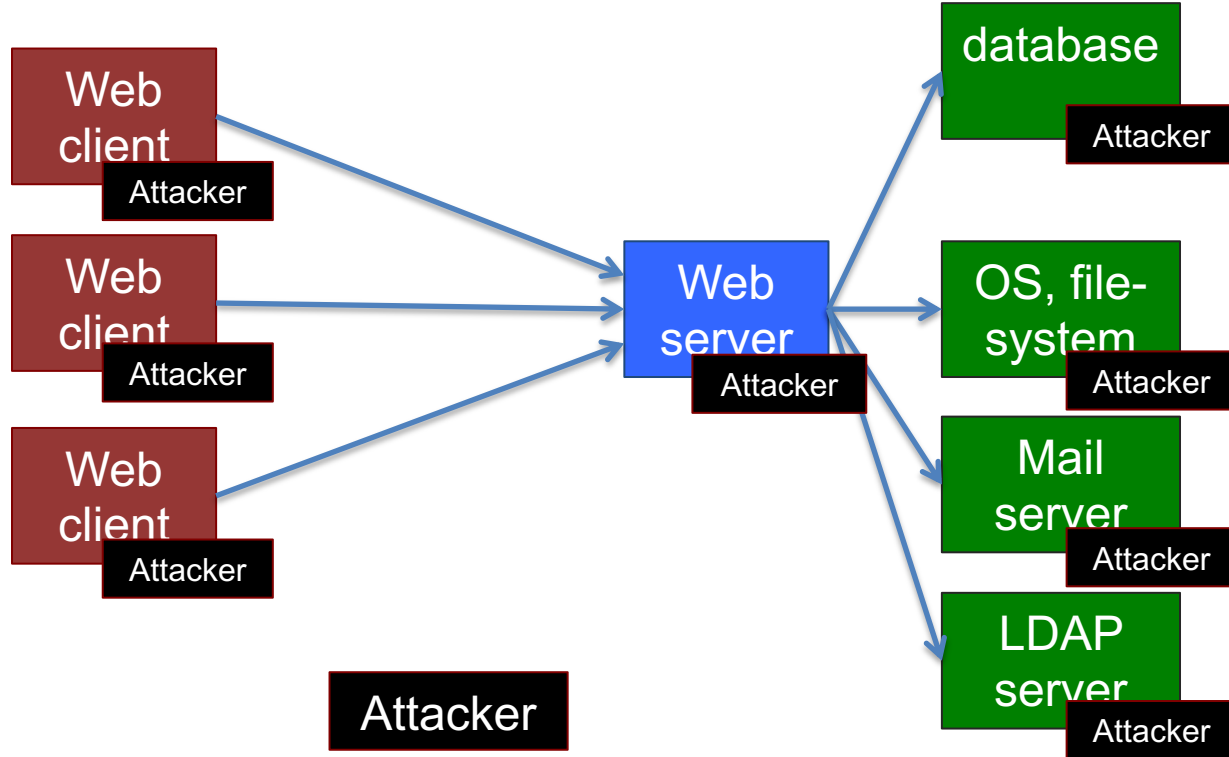 Web
client
Attacker
Web
client
Attacker
Web
client
Attacker
Attacker
Web
server
Attacker
database
Attacker
OS, file-
system
Attacker
Mail
server
Attacker
LDAP
server
Attacker